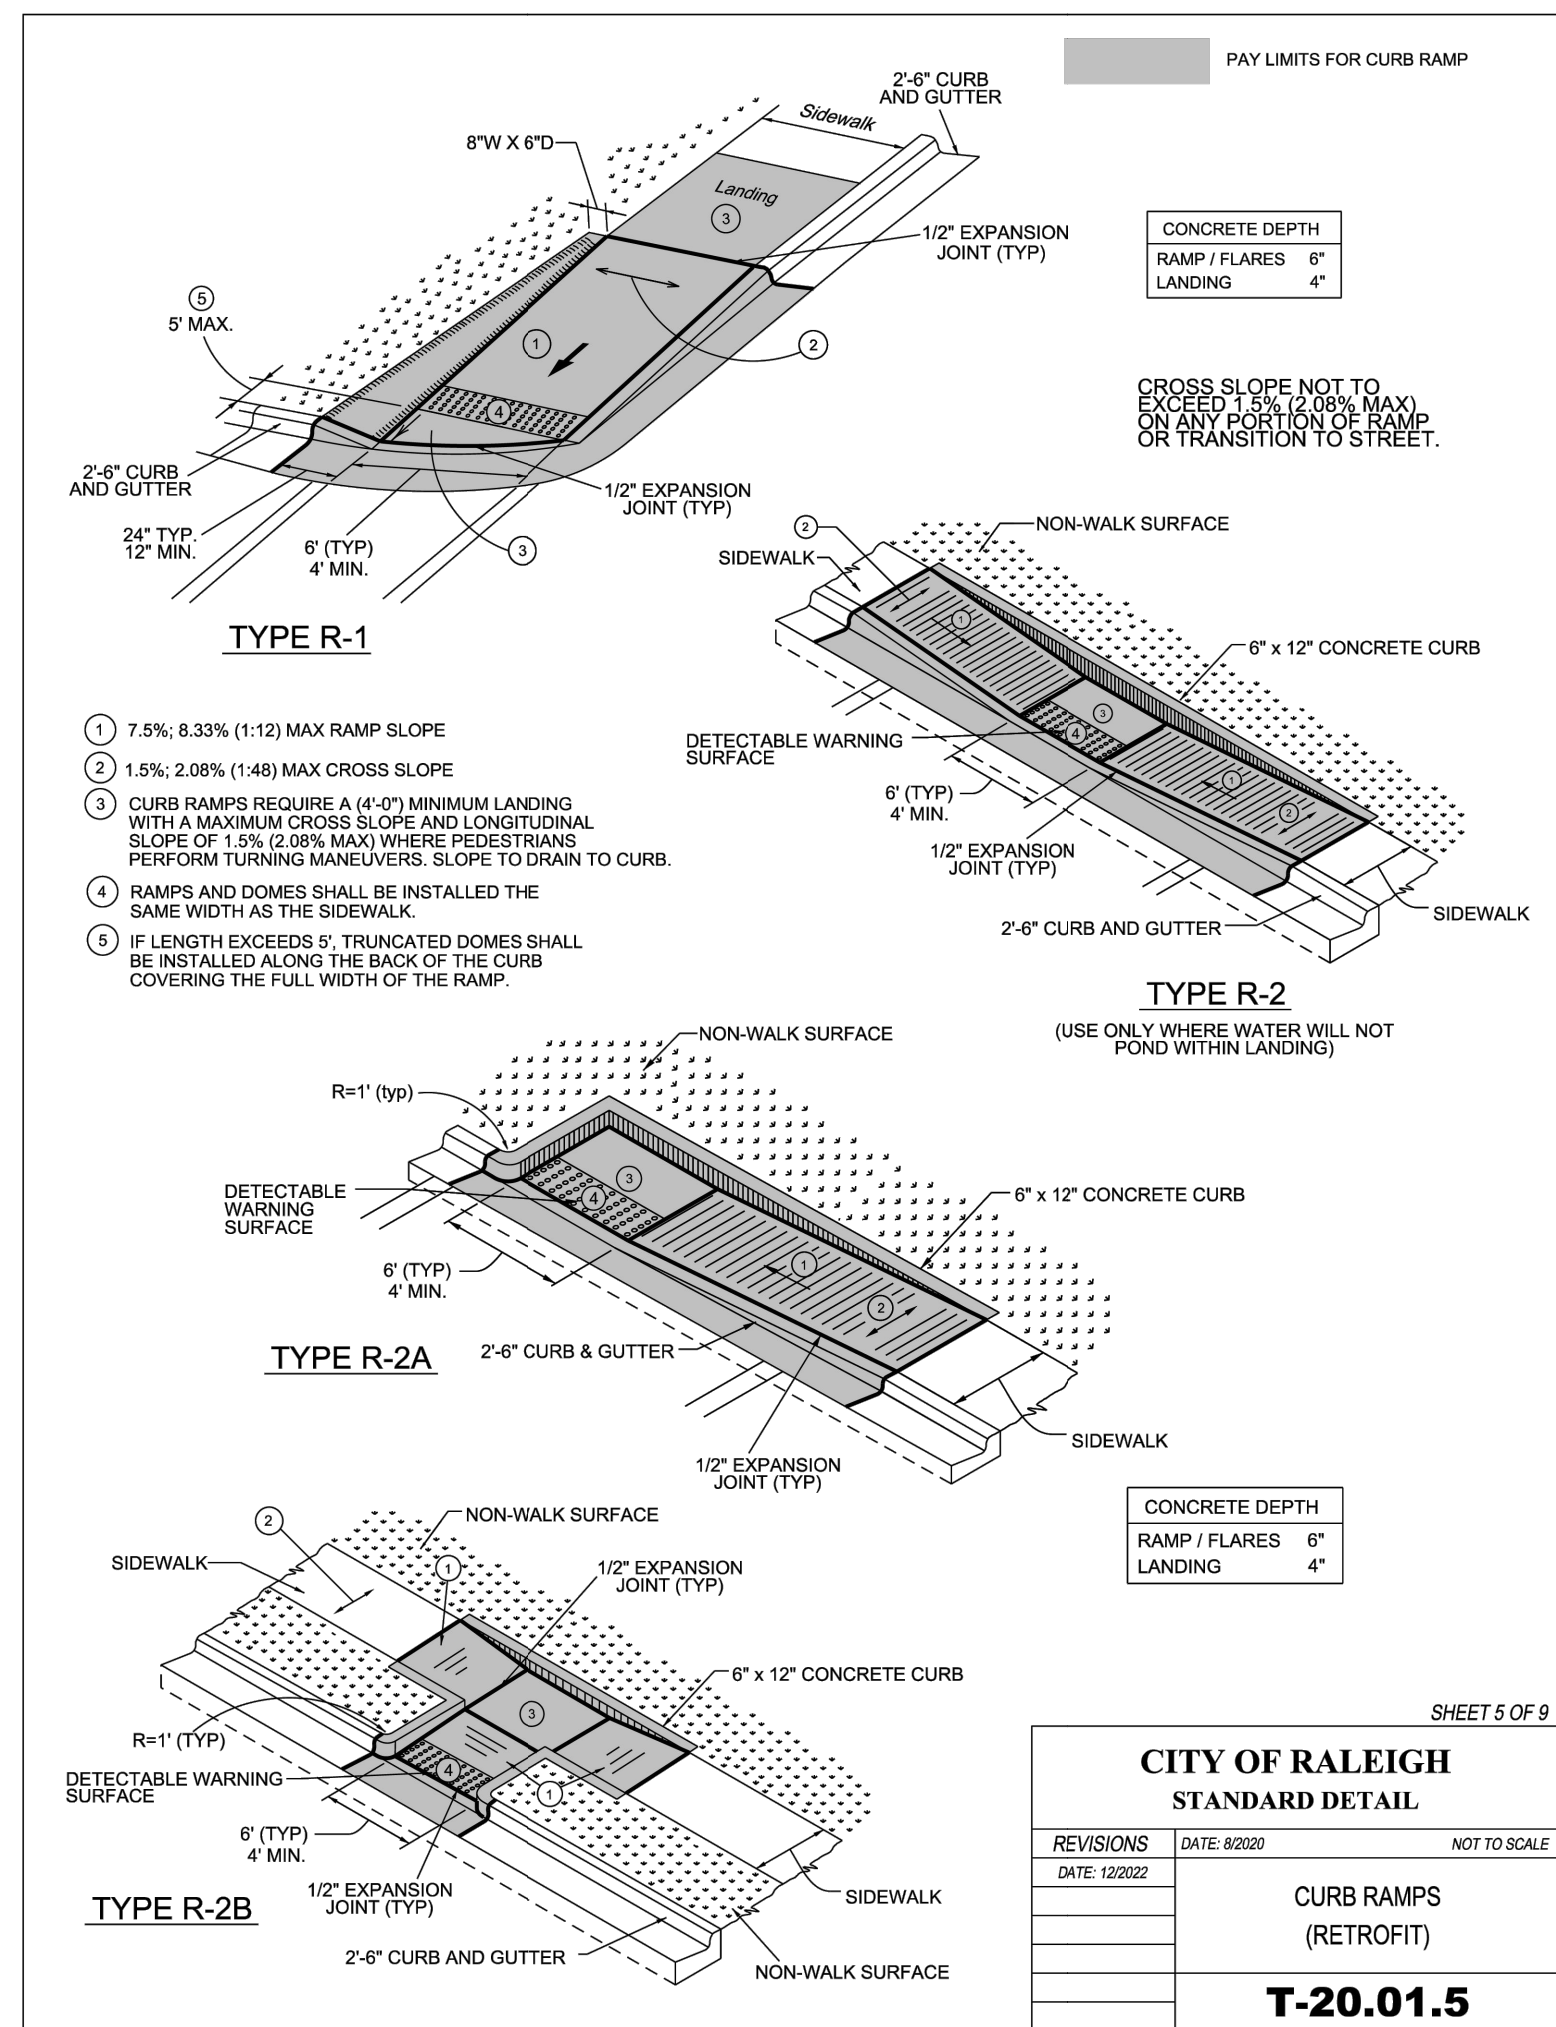 PAY LIMITS FOR CURB RAMP
2'-6" CURB
AND GUTTER
Sidewalk
8"W X 6"D
Landing
3
1/2" EXPANSION
JOINT (TYP)
CONCRETE DEPTH
RAMP / FLARES 6"
LANDING 4"
5
5' MAX.
1
2
4
CROSS SLOPE NOT TO
EXCEED 1.5% (2.08% MAX)
ON ANY PORTION OF RAMP
OR TRANSITION TO STREET.
2'-6" CURB
AND GUTTER
24" TYP.
12" MIN.
6' (TYP)
4' MIN.
1/2" EXPANSION
JOINT (TYP)
3
TYPE R-1
2
NON-WALK SURFACE
SIDEWALK
1
6" x 12" CONCRETE CURB
3
4
DETECTABLE WARNING
SURFACE
1
2
6' (TYP)
4' MIN.
1/2" EXPANSION
JOINT (TYP)
2'-6" CURB AND GUTTER
SIDEWALK
TYPE R-2
(USE ONLY WHERE WATER WILL NOT
POND WITHIN LANDING)
1 7.5%; 8.33% (1:12) MAX RAMP SLOPE
2 1.5%; 2.08% (1:48) MAX CROSS SLOPE
3 CURB RAMPS REQUIRE A (4'-0") MINIMUM LANDING
WITH A MAXIMUM CROSS SLOPE AND LONGITUDINAL
SLOPE OF 1.5% (2.08% MAX) WHERE PEDESTRIANS
PERFORM TURNING MANEUVERS. SLOPE TO DRAIN TO CURB.
4 RAMPS AND DOMES SHALL BE INSTALLED THE
SAME WIDTH AS THE SIDEWALK.
5 IF LENGTH EXCEEDS 5', TRUNCATED DOMES SHALL
BE INSTALLED ALONG THE BACK OF THE CURB
COVERING THE FULL WIDTH OF THE RAMP.
NON-WALK SURFACE
R=1' (typ)
3
4
DETECTABLE
WARNING
SURFACE
6" x 12" CONCRETE CURB
6' (TYP)
4' MIN.
1
2
2'-6" CURB & GUTTER
TYPE R-2A
SIDEWALK
1/2" EXPANSION
JOINT (TYP)
CONCRETE DEPTH
RAMP / FLARES 6"
LANDING 4"
2
NON-WALK SURFACE
SIDEWALK
1
1/2" EXPANSION
JOINT (TYP)
6" x 12" CONCRETE CURB
3
R=1' (TYP)
DETECTABLE WARNING
SURFACE
4
1
6' (TYP)
4' MIN.
1/2" EXPANSION
JOINT (TYP)
SIDEWALK
TYPE R-2B
2'-6" CURB AND GUTTER
NON-WALK SURFACE
SHEET 5 OF 9
CITY OF RALEIGH
STANDARD DETAIL
REVISIONS
DATE: 8/2020
NOT TO SCALE
DATE: 12/2022
CURB RAMPS
(RETROFIT)
T-20.01.5